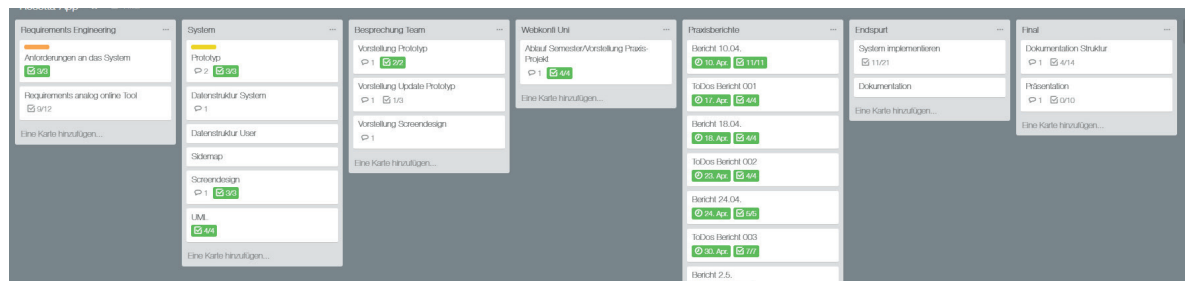 App
Requirements Engineering
Anforderungen an das System
3/3
Requirements analog online Tool
9/12
Eine Karte hinzufügen...
System
Prototyp
2 3/3
Datenstruktur System
1
Datenstruktur User
Sidemap
Screendesign
1 3/3
UML
4/4
Eine Karte hinzufügen...
Besprechung Team
Vorstellung Prototyp
1 2/2
Vorstellung Update Prototyp
1 1/3
Vorstellung Screendesign
1
Eine Karte hinzufügen...
Webkonti Uni
Ablauf Semester/Vorstellung Praxis-
Projekt
1 4/4
Eine Karte hinzufügen...
Praxisberichte
Bericht 10.04.
10. Apr. 11/11
ToDos Bericht 001
17. Apr. 4/4
Bericht 18.04.
18. Apr. 4/4
ToDos Bericht 002
23. Apr. 4/4
Bericht 24.04.
24. Apr. 5/5
ToDos Bericht 003
30. Apr. 7/7
Bericht 2.5.
Endspurt
System implementieren
11/21
Dokumentation
Eine Karte hinzufügen...
Final
Dokumentation Struktur
1 4/14
Präsentation
1 0/10
Eine Karte hinzufügen...